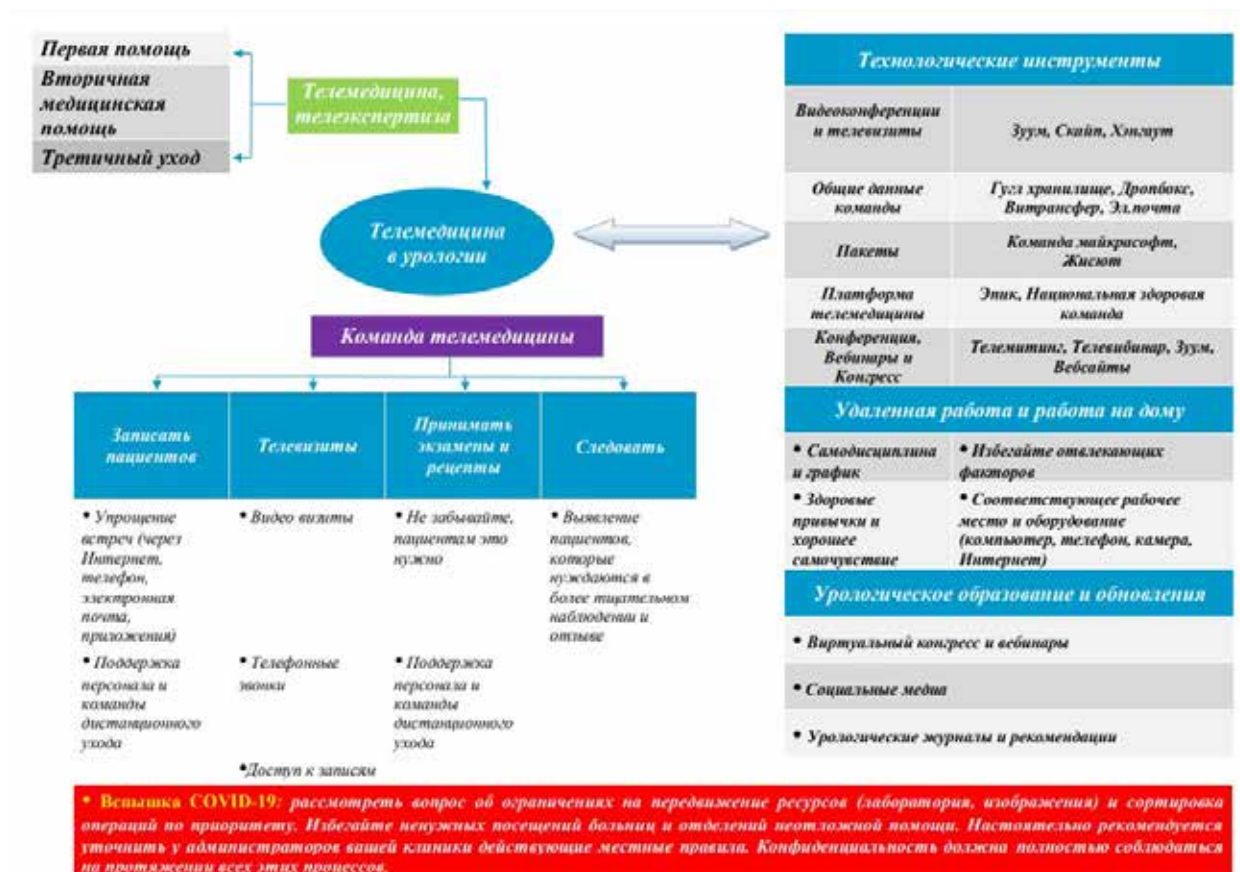 Первая помощь
Вторичная
медицинская
помощь
Третичный уход
Телемедицина,
телеэкспертиза
Телемедицина
в урологии
Команда телемедицины
Записать
пациентов
Телевизиты
Принимать
экзамены и
рецепты
Следовать
• Упрощение
встреч (через
Интернет,
телефон,
электронная
почта,
приложения)
• Видео визиты
• Не забывайте,
пациентам это
нужно
• Выявление
пациентов,
которые
нуждаются в
более тщательном
наблюдении и
отзыве
• Поддержка
персонала и
команды
дистанционного
ухода
• Телефонные
звонки
• Поддержка
персонала и
команды
дистанционного
ухода
•Доступ к записям
Технологические инструменты
Видеоконференции
и телевизиты
Зуум, Скайп, Хэнгаут
Общие данные
команды
Гугл хранилище, Дропбокс,
Витрансфер, Эл.почта
Пакеты
Команда майкрасофт,
Жисют
Платформа
телемедицины
Эпик, Национальная здоровая
команда
Конференция,
Вебинары и
Конгресс
Телемитинг, Телевибинар, Зуум,
Вебсайты
Удаленная работа и работа на дому
• Самодисциплина
и график
• Избегайте отвлекающих
факторов
• Здоровые
привычки и
хорошее
самочувствие
• Соответствующее рабочее
место и оборудование
(компьютер, телефон, камера,
Интернет)
Урологическое образование и обновления
• Виртуальный конгресс и вебинары
• Социальные медиа
• Урологические журналы и рекомендации
• Вспышка COVID-19: рассмотреть вопрос об ограничениях на передвижение ресурсов (лаборатория, изображения) и сортировка
операций по приоритету. Избегайте ненужных посещений больниц и отделений неотложной помощи. Настоятельно рекомендуется
уточнить у администраторов вашей клиники действующие местные правила. Конфиденциальность должна полностью соблюдаться
на протяжении всех этих процессов.